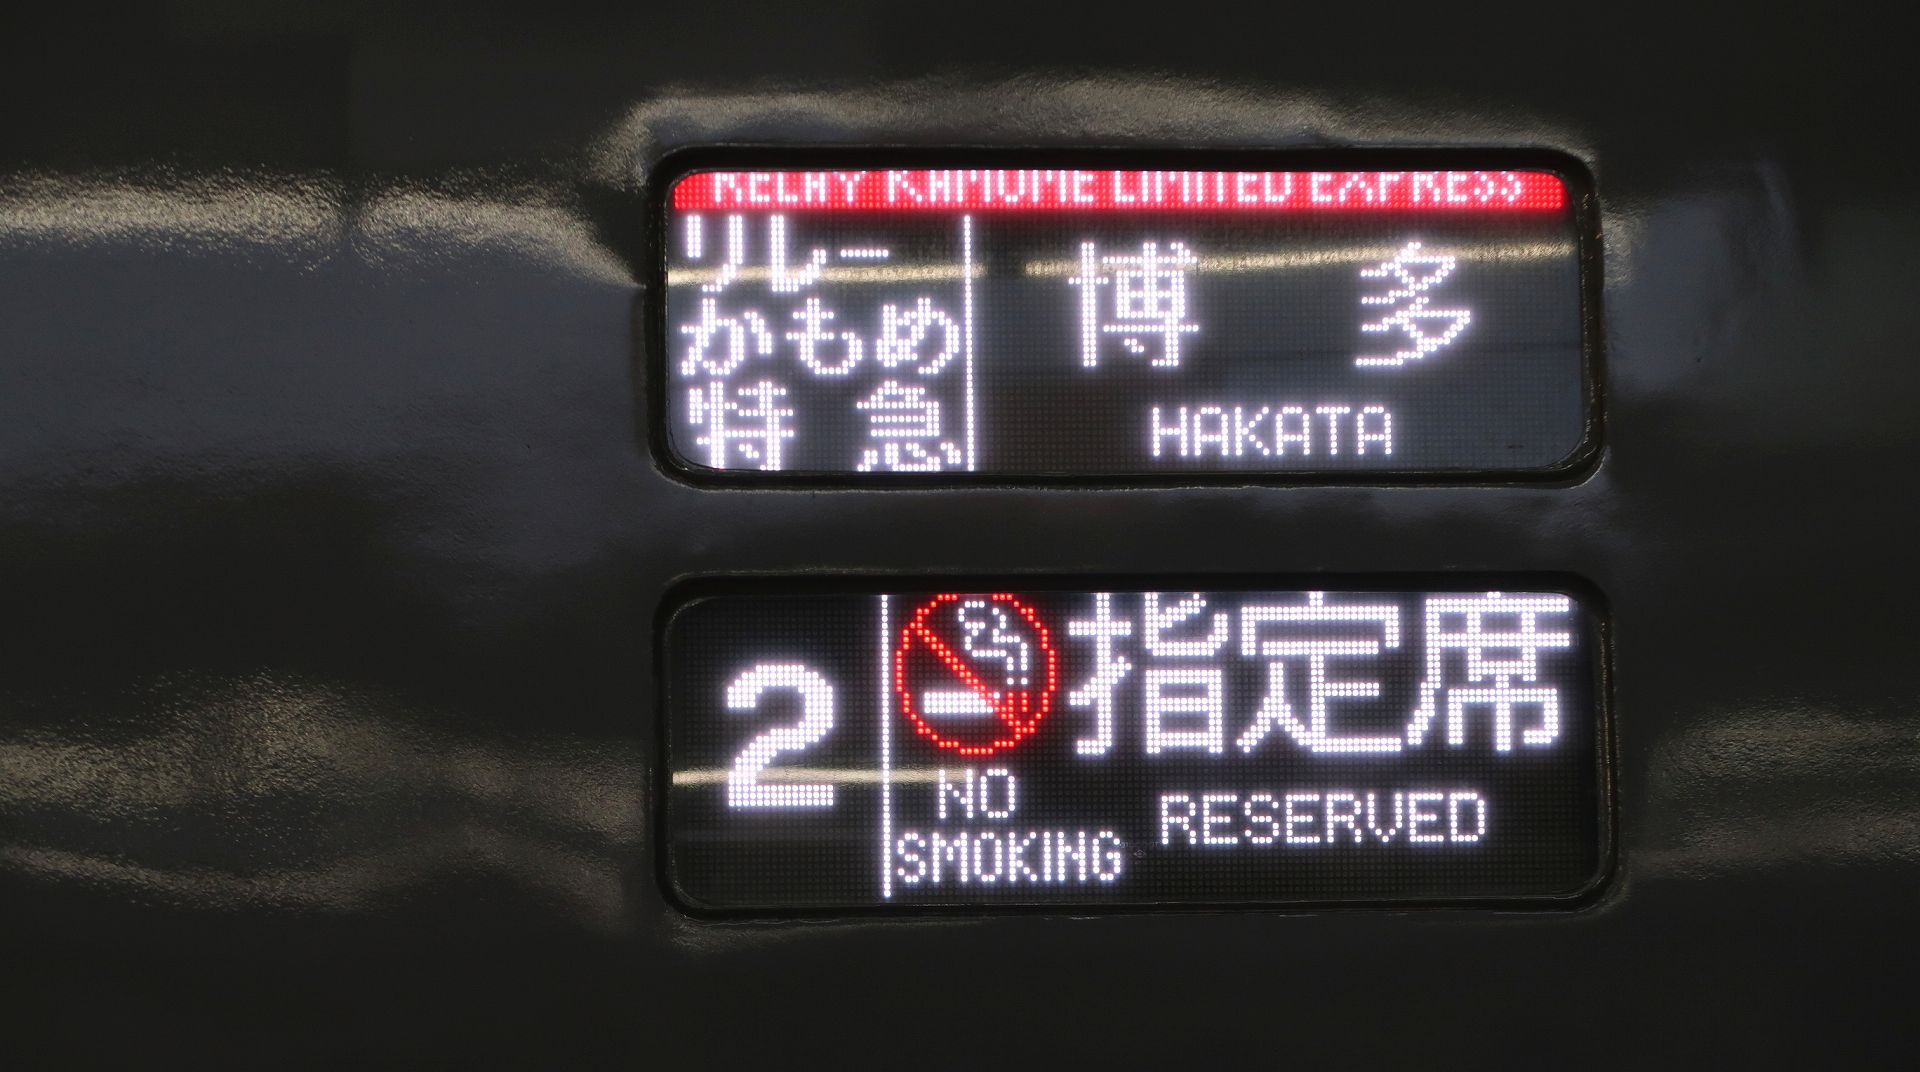 RELAY KAMOME LIMITED EXPRESS
リレー
かもめ
特急
博多
HAKATA
2
指定席
NO
SMOKING
RESERVED